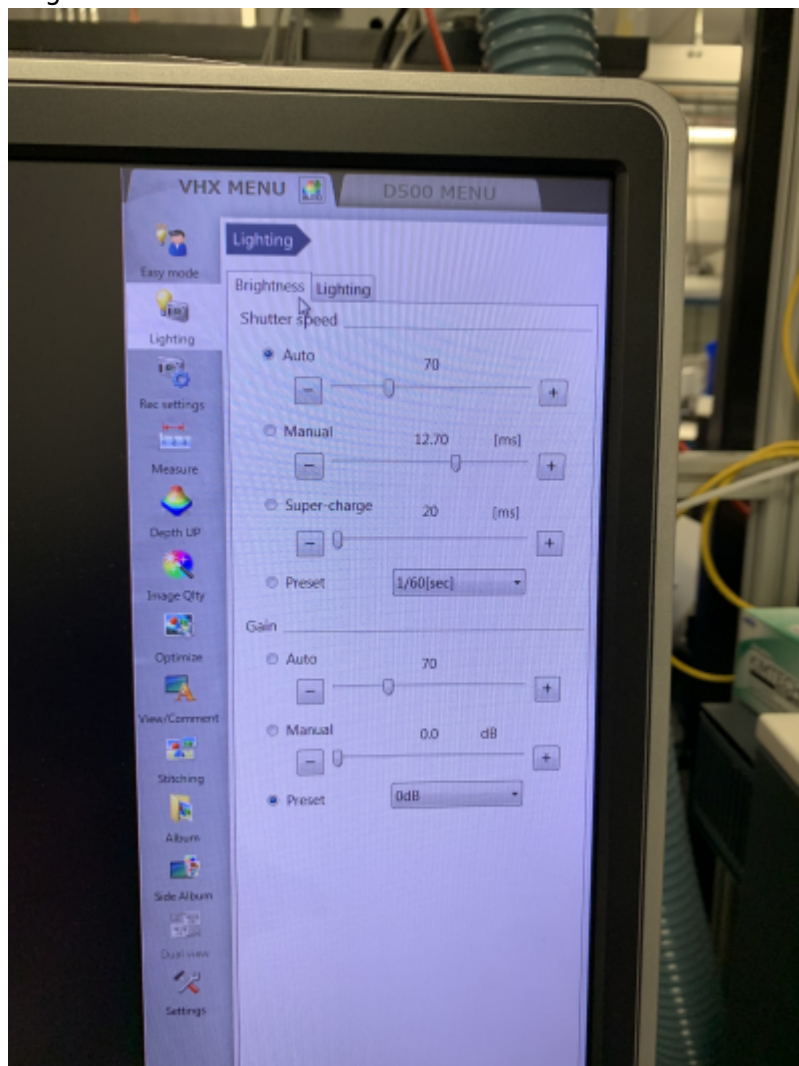 VHX MENU
D500 MENU
Lighting
Easy mode
Brightness Lighting
Shutter speed
Lighting
Auto 70
- +
Rec settings
Manual 12.70 [ms]
- +
Measure
Super-charge 20 [ms]
- +
Depth UP
Preset 1/60[sec]
Image Qlty
Gain
Optimize
Auto 70
- +
View/Comment
Manual 0.0 dB
- +
Stitching
Preset 0dB
Album
Side Album
Dual view
Settings